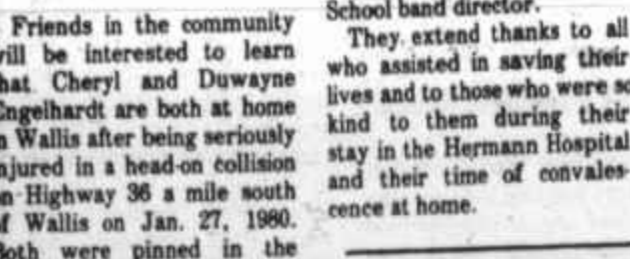 Friends in the community
will be interested to learn
that Cheryl and Duwayne
Engelhardt are both at home
in Wallis after being seriously
injured in a head-on collision
on Highway 36 a mile south
of Wallis on Jan. 27, 1980.
Both were pinned in the
School band director.
They extend thanks to all
who assisted in saving their
lives and to those who were so
kind to them during their
stay in the Hermann Hospital
and their time of convales-
cence at home.